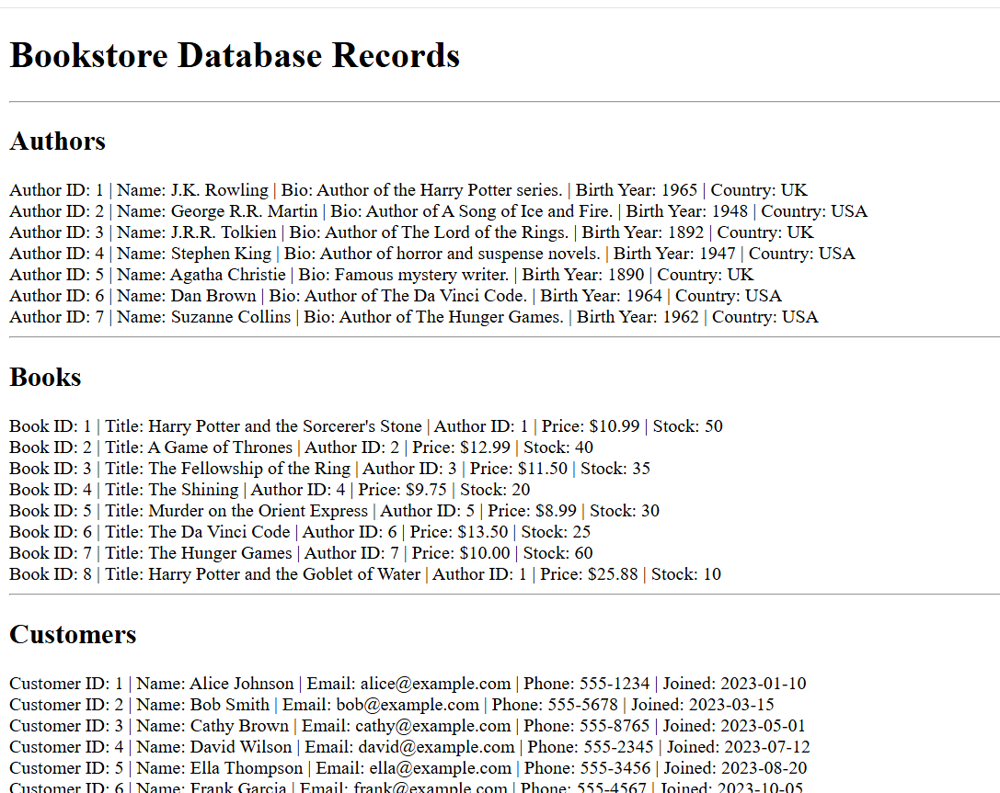 Bookstore Database Records
Authors
Author ID: 1 | Name: J.K. Rowling | Bio: Author of the Harry Potter series. | Birth Year: 1965 | Country: UK
Author ID: 2 | Name: George R.R. Martin | Bio: Author of A Song of Ice and Fire. | Birth Year: 1948 | Country: USA
Author ID: 3 | Name: J.R.R. Tolkien | Bio: Author of The Lord of the Rings. | Birth Year: 1892 | Country: UK
Author ID: 4 | Name: Stephen King | Bio: Author of horror and suspense novels. | Birth Year: 1947 | Country: USA
Author ID: 5 | Name: Agatha Christie | Bio: Famous mystery writer. | Birth Year: 1890 | Country: UK
Author ID: 6 | Name: Dan Brown | Bio: Author of The Da Vinci Code. | Birth Year: 1964 | Country: USA
Author ID: 7 | Name: Suzanne Collins | Bio: Author of The Hunger Games. | Birth Year: 1962 | Country: USA
Books
Book ID: 1 | Title: Harry Potter and the Sorcerer's Stone | Author ID: 1 | Price: $10.99 | Stock: 50
Book ID: 2 | Title: A Game of Thrones | Author ID: 2 | Price: $12.99 | Stock: 40
Book ID: 3 | Title: The Fellowship of the Ring | Author ID: 3 | Price: $11.50 | Stock: 35
Book ID: 4 | Title: The Shining | Author ID: 4 | Price: $9.75 | Stock: 20
Book ID: 5 | Title: Murder on the Orient Express | Author ID: 5 | Price: $8.99 | Stock: 30
Book ID: 6 | Title: The Da Vinci Code | Author ID: 6 | Price: $13.50 | Stock: 25
Book ID: 7 | Title: The Hunger Games | Author ID: 7 | Price: $10.00 | Stock: 60
Book ID: 8 | Title: Harry Potter and the Goblet of Water | Author ID: 1 | Price: $25.88 | Stock: 10
Customers
Customer ID: 1 | Name: Alice Johnson | Email: alice@example.com | Phone: 555-1234 | Joined: 2023-01-10
Customer ID: 2 | Name: Bob Smith | Email: bob@example.com | Phone: 555-5678 | Joined: 2023-03-15
Customer ID: 3 | Name: Cathy Brown | Email: cathy@example.com | Phone: 555-8765 | Joined: 2023-05-01
Customer ID: 4 | Name: David Wilson | Email: david@example.com | Phone: 555-2345 | Joined: 2023-07-12
Customer ID: 5 | Name: Ella Thompson | Email: ella@example.com | Phone: 555-3456 | Joined: 2023-08-20
Customer ID: 6 | Name: Frank Garcia | Email: frank@example.com | Phone: 555-4567 | Joined: 2023-10-05